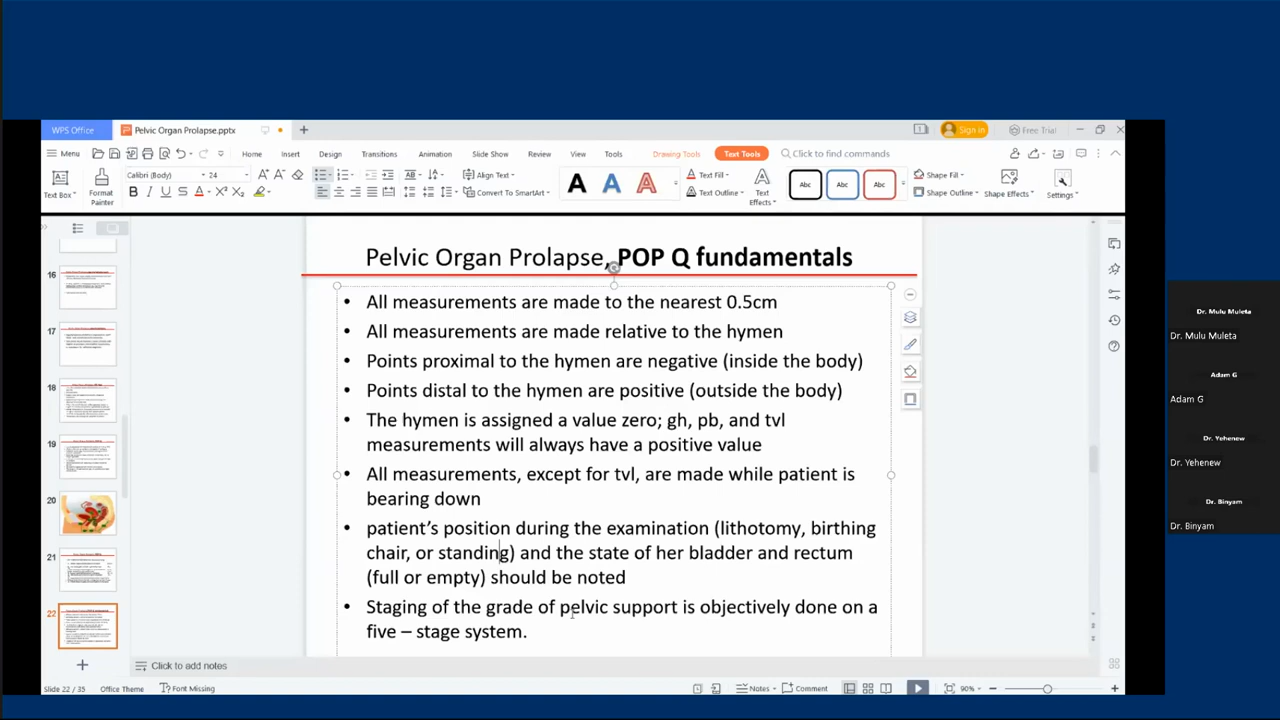 WPS Office
Pelvic Organ Prolapse.pptx
Sign in
Free Trial
Menu
Home
Insert
Design
Transitions
Animation
Slide Show
Review
View
Tools
Drawing Tools
Text Tools
Click to find commands
Text Box
Format Painter
Calibri (Body)
24
Align Text
Convert To SmartArt
Text Fill
Text Outline
Text Effects
Abc
Abc
Abc
Shape Fill
Shape Outline
Shape Effects
Settings
16
17
18
19
20
21
22
Pelvic Organ Prolapse, POP Q fundamentals
• All measurements are made to the nearest 0.5cm
• All measurements are made relative to the hymen
• Points proximal to the hymen are negative (inside the body)
• Points distal to the hymen are positive (outside the body)
• The hymen is assigned a value zero; gh, pb, and tvl
measurements will always have a positive value
• All measurements, except for tvl, are made while patient is
bearing down
• patient's position during the examination (lithotomy, birthing
chair, or standing) and the state of her bladder and rectum
(full or empty) should be noted
• Staging of the grade of pelvic support is objectively done on a
five – stage system.
Click to add notes
Slide 22 / 35
Office Theme
Font Missing
Notes
Comment
90%
Dr. Mulu Muleta
Dr. Mulu Muleta
Adam G
Adam G
Dr. Yehenew
Dr. Yehenew
Dr. Binyam
Dr. Binyam